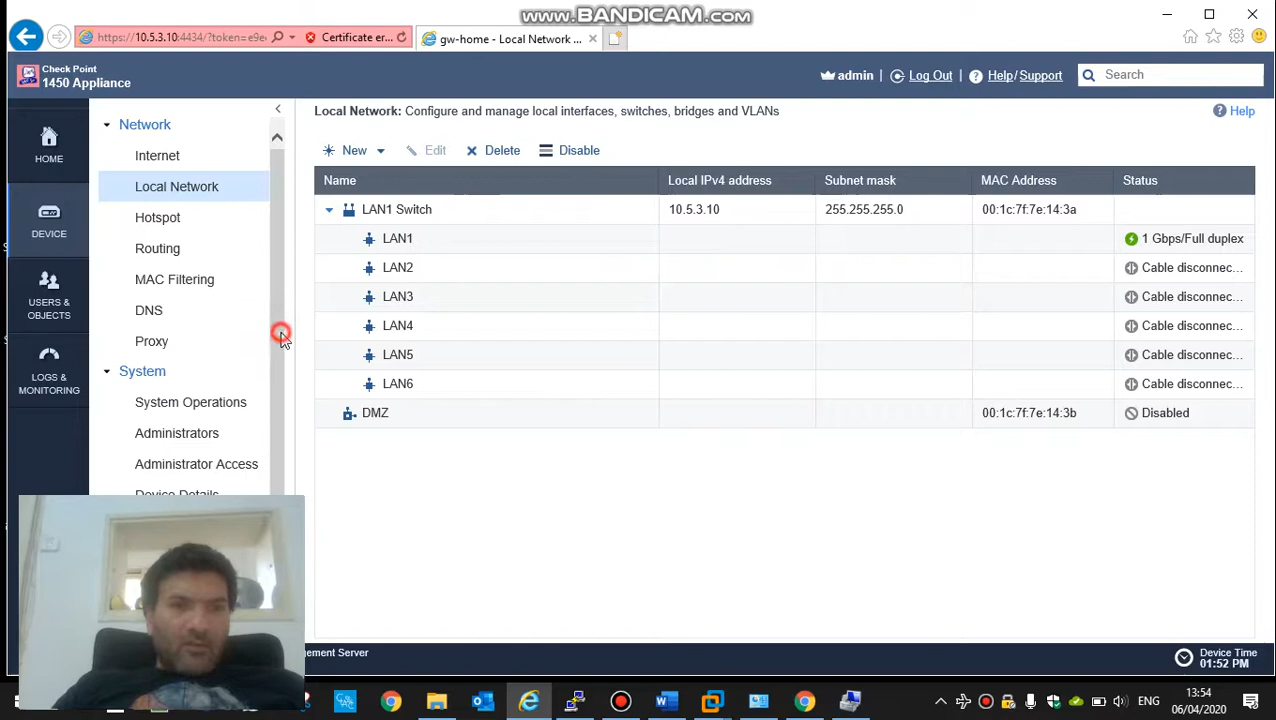 www.BANDICAM.com
https://10.5.3.10:4434/?token=e9e
Certificate er...
gw-home - Local Network ...
Check Point
1450 Appliance
admin
Log Out
Help/Support
Search
HOME
DEVICE
USERS &
OBJECTS
LOGS &
MONITORING
Network
Internet
Local Network
Hotspot
Routing
MAC Filtering
DNS
Proxy
System
System Operations
Administrators
Administrator Access
Device Details
Local Network: Configure and manage local interfaces, switches, bridges and VLANs
Help
New
Edit
Delete
Disable
Name Local IPv4 address Subnet mask MAC Address Status
LAN1 Switch 10.5.3.10 255.255.255.0 00:1c:7f:7e:14:3a
LAN1 1 Gbps/Full duplex
LAN2 Cable disconnec...
LAN3 Cable disconnec...
LAN4 Cable disconnec...
LAN5 Cable disconnec...
LAN6 Cable disconnec...
DMZ 00:1c:7f:7e:14:3b Disabled
gement Server
Device Time
01:52 PM
ENG
13:54
06/04/2020